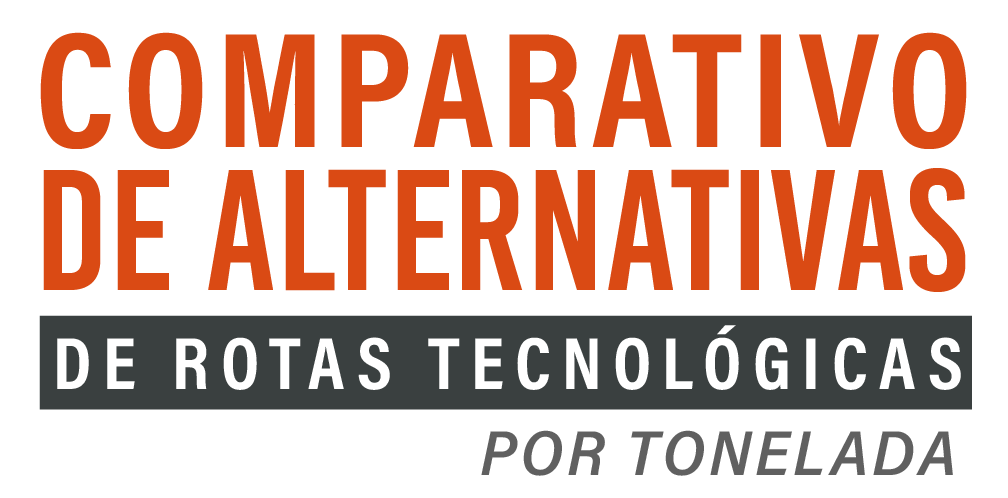 COMPARATIVO
DE ALTERNATIVAS
DE ROTAS TECNOLÓGICAS
POR TONELADA